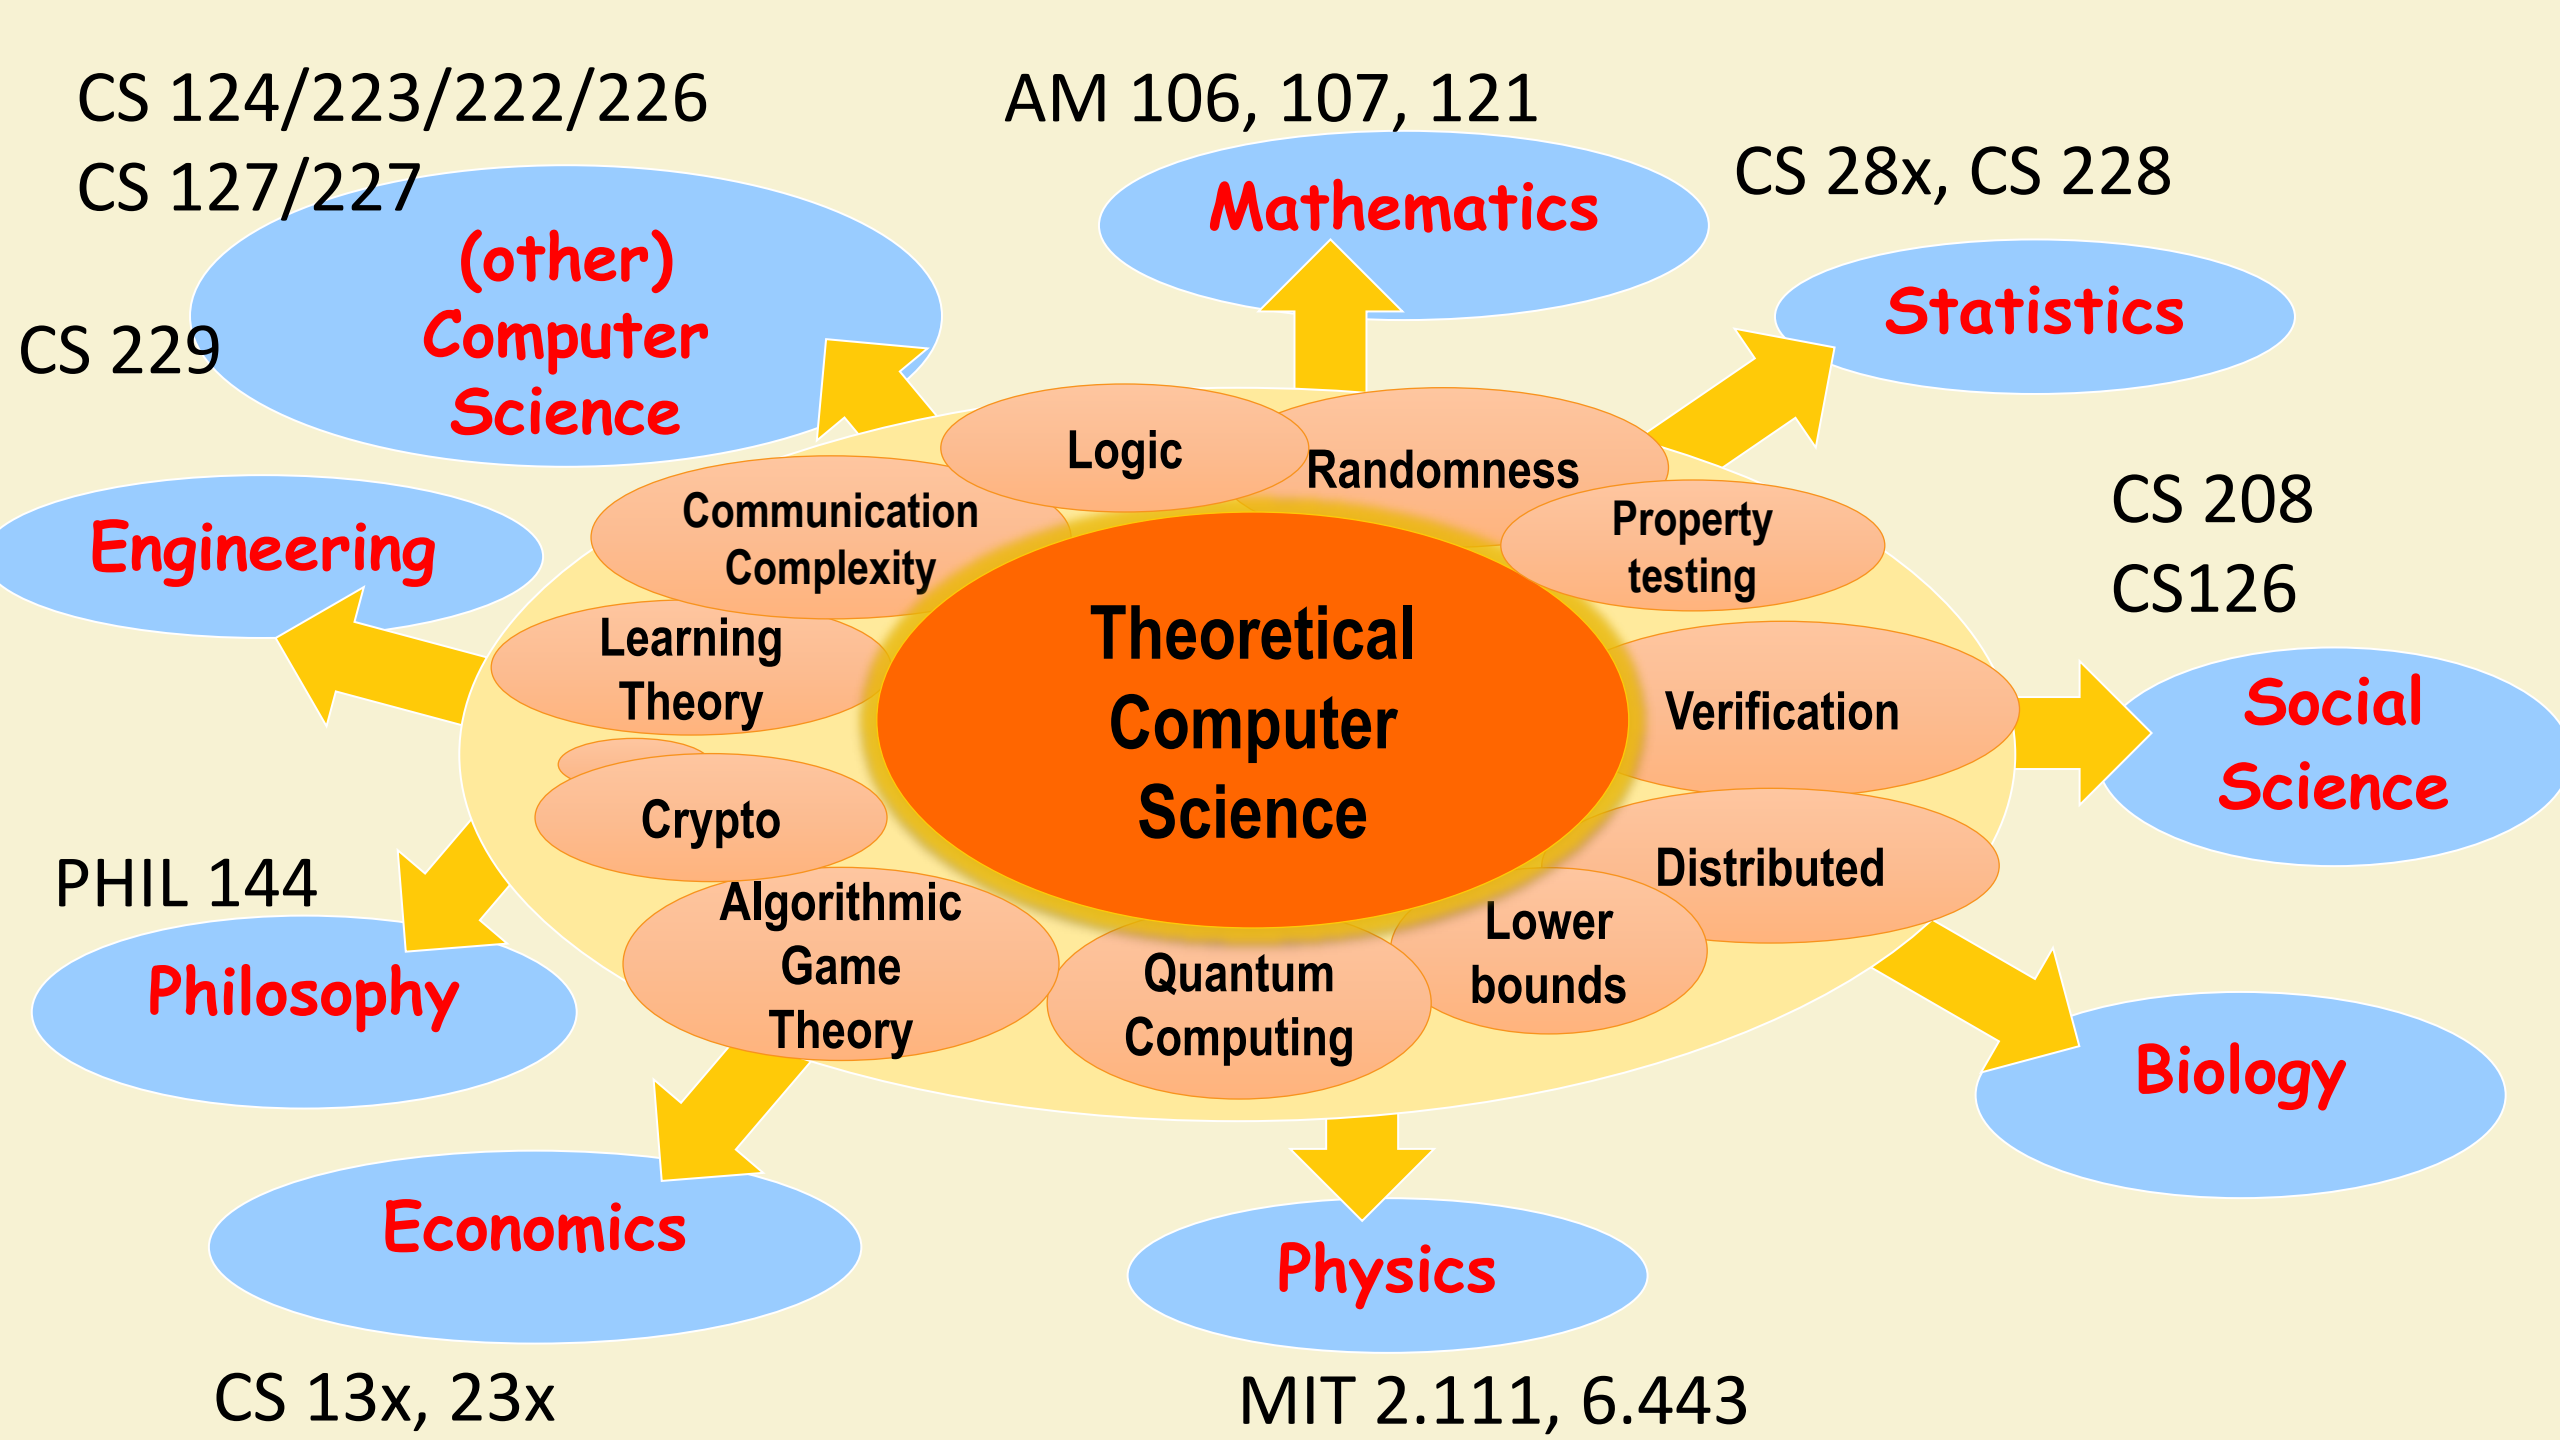 CS 124/223/222/226
CS 127/227
AM 106, 107, 121
CS 28x, CS 228
Mathematics
(other)
Computer
Science
Statistics
CS 229
Logic
Randomness
Communication
Complexity
Property
testing
CS 208
CS126
Engineering
Theoretical
Computer
Science
Learning
Theory
Verification
Social
Science
Crypto
Distributed
PHIL 144
Algorithmic
Game
Theory
Lower
bounds
Quantum
Computing
Philosophy
Biology
Economics
Physics
CS 13x, 23x
MIT 2.111, 6.443